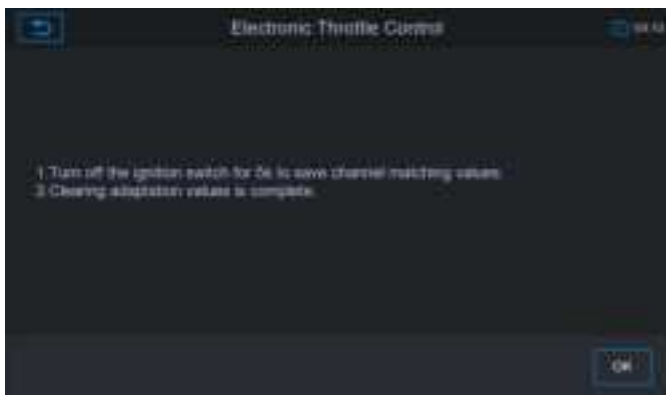 Electronic Throttle Control
1.Turn off the ignition switch for 5s to save channel matching values.
2.Clearing adaptation values is complete.
OK